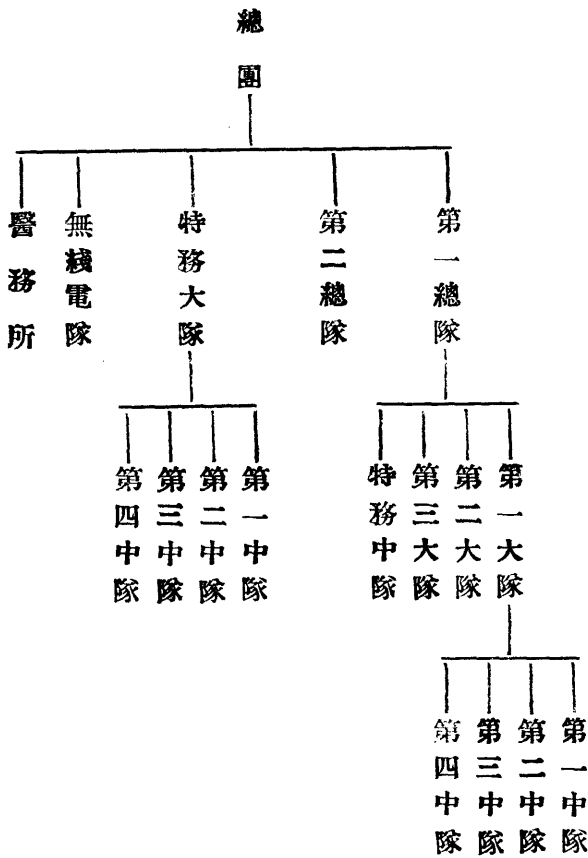 總團
第一總隊
第二總隊
特務大隊
無綫電隊
醫務所
第一大隊
第二大隊
第三大隊
特務中隊
第一中隊
第二中隊
第三中隊
第四中隊
第一中隊
第二中隊
第三中隊
第四中隊